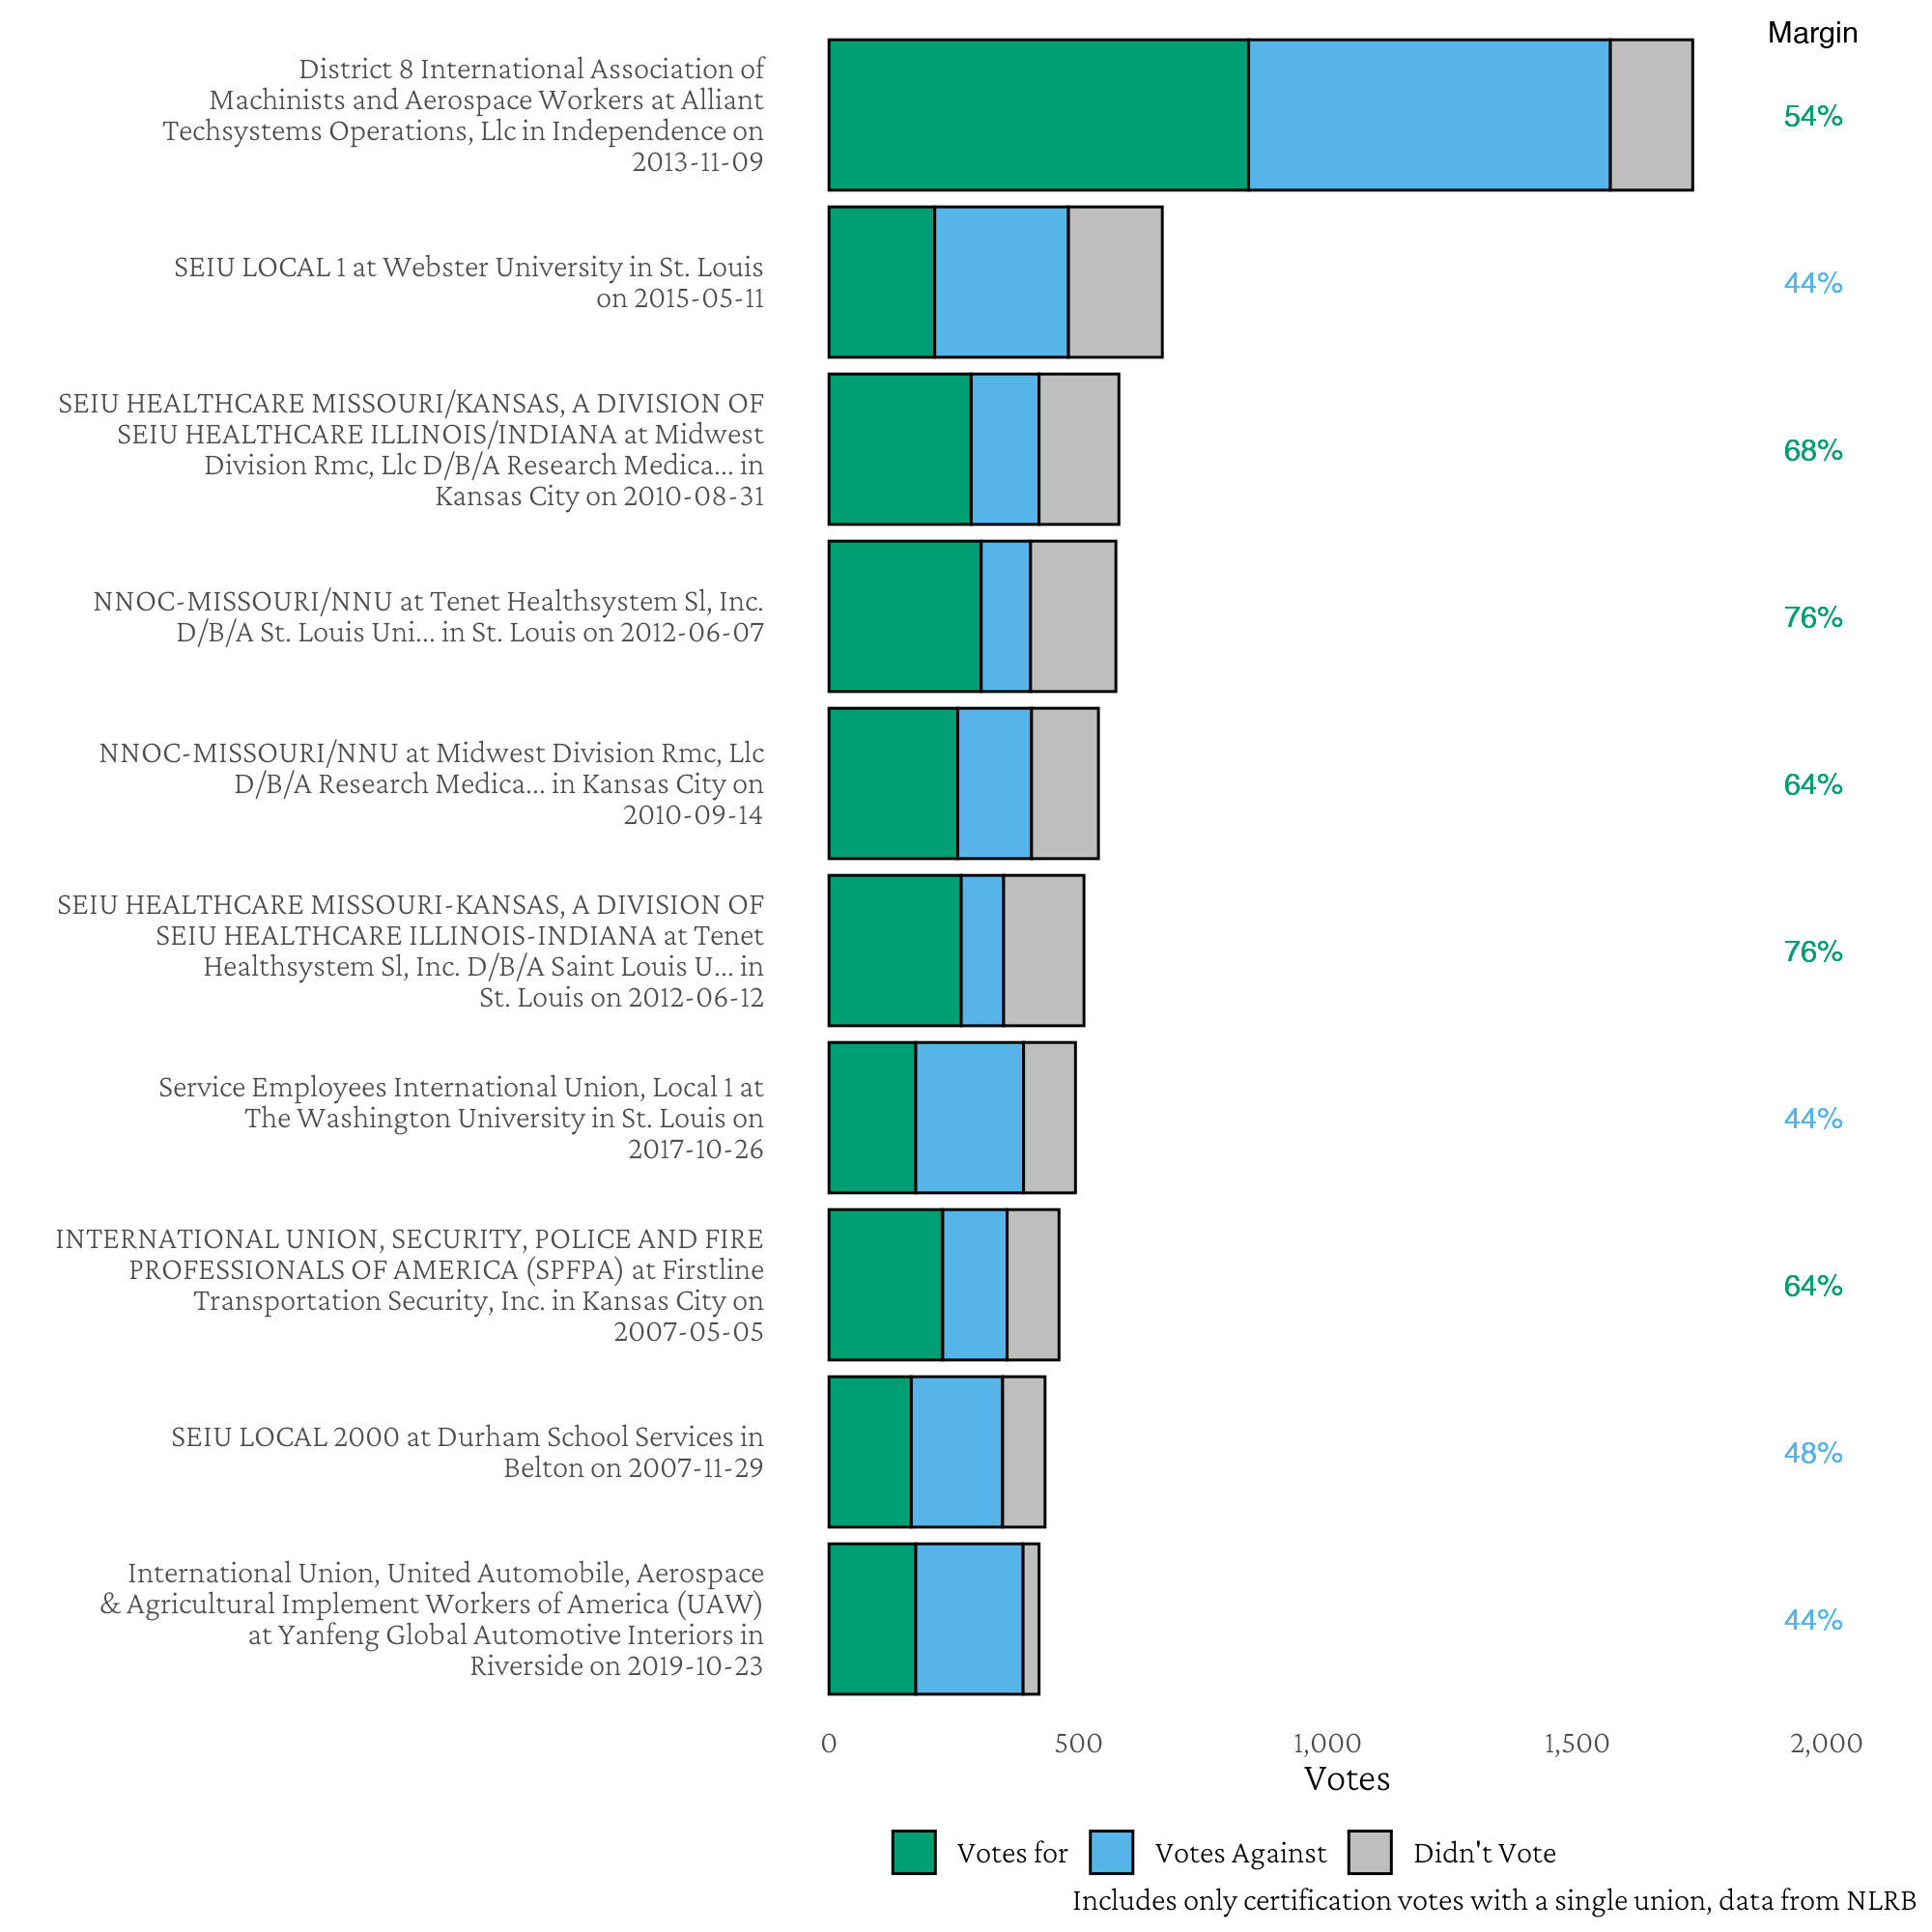 Margin
District 8 International Association of
Machinists and Aerospace Workers at Alliant
Techsystems Operations, Llc in Independence on
2013-11-09
54%
SEIU LOCAL 1 at Webster University in St. Louis
on 2015-05-11
44%
SEIU HEALTHCARE MISSOURI/KANSAS, A DIVISION OF
SEIU HEALTHCARE ILLINOIS/INDIANA at Midwest
Division Rmc, Llc D/B/A Research Medica... in
Kansas City on 2010-08-31
68%
NNOC-MISSOURI/NNU at Tenet Healthsystem Sl, Inc.
D/B/A St. Louis Uni... in St. Louis on 2012-06-07
76%
NNOC-MISSOURI/NNU at Midwest Division Rmc, Llc
D/B/A Research Medica... in Kansas City on
2010-09-14
64%
SEIU HEALTHCARE MISSOURI-KANSAS, A DIVISION OF
SEIU HEALTHCARE ILLINOIS-INDIANA at Tenet
Healthsystem Sl, Inc. D/B/A Saint Louis U... in
St. Louis on 2012-06-12
76%
Service Employees International Union, Local 1 at
The Washington University in St. Louis on
2017-10-26
44%
INTERNATIONAL UNION, SECURITY, POLICE AND FIRE
PROFESSIONALS OF AMERICA (SPFPA) at Firstline
Transportation Security, Inc. in Kansas City on
2007-05-05
64%
SEIU LOCAL 2000 at Durham School Services in
Belton on 2007-11-29
48%
International Union, United Automobile, Aerospace
& Agricultural Implement Workers of America (UAW)
at Yanfeng Global Automotive Interiors in
Riverside on 2019-10-23
44%
0 500 1,000 1,500 2,000
Votes
Votes for Votes Against Didn't Vote
Includes only certification votes with a single union, data from NLRB